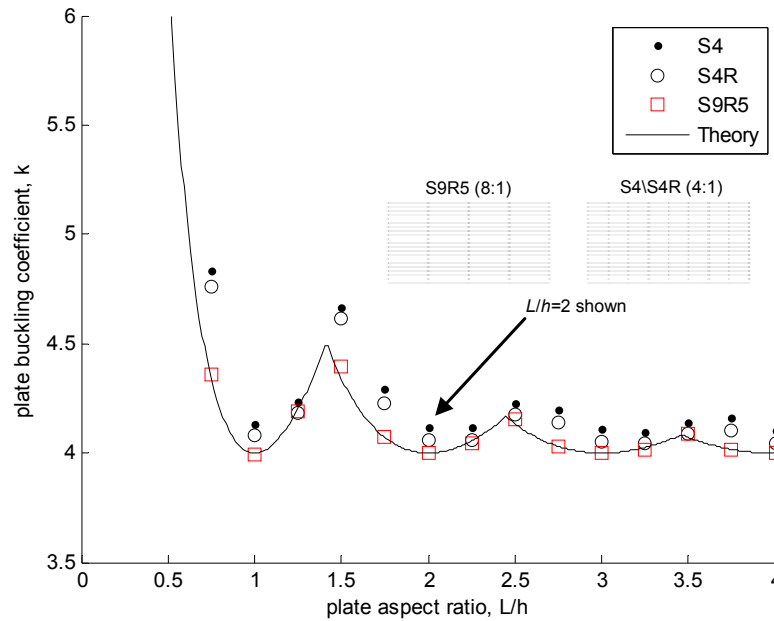 6
5.5
5
4.5
4
3.5
0
0.5
1
1.5
2
2.5
3
3.5
4
plate buckling coefficient, k
plate aspect ratio, L/h
S4
S4R
S9R5
Theory
S9R5 (8:1)
S4\S4R (4:1)
L/h=2 shown